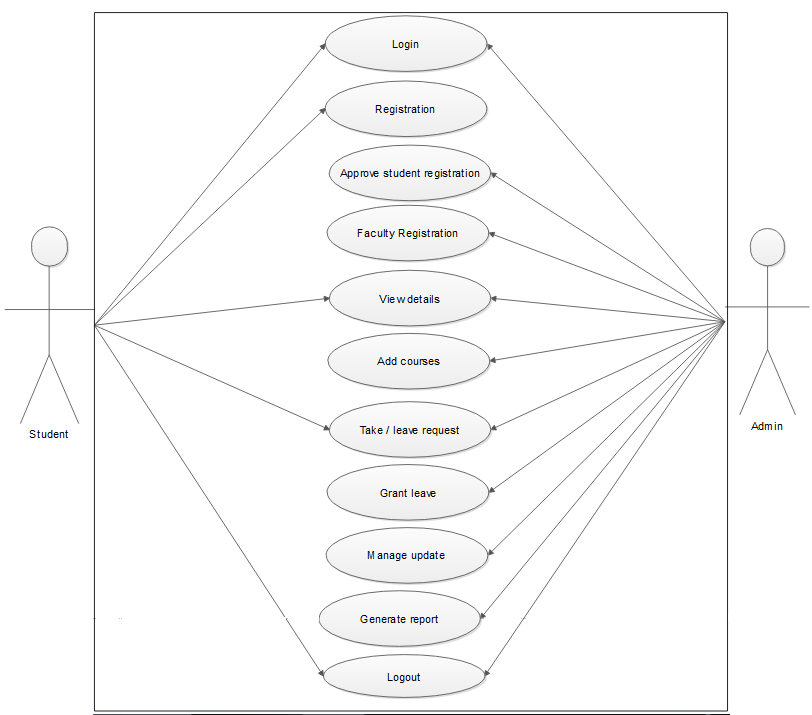 Login
Registration
Approve student registration
Faculty Registration
View details
Add courses
Take / leave request
Student
Admin
Grant leave
Manage update
Generate report
Logout